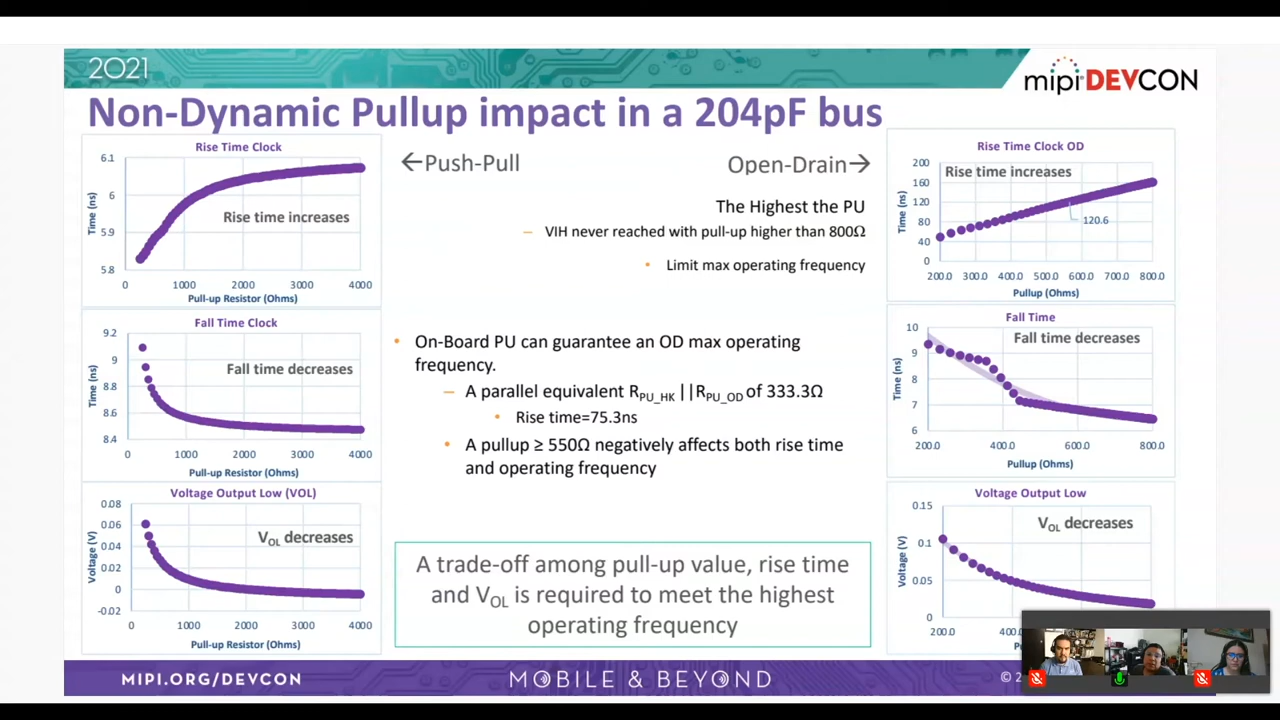 2021
mipi DEVCON
Non-Dynamic Pullup impact in a 204pF bus
Rise Time Clock
6.1
6
5.9
5.8
Time (ns)
Rise time increases
0 1000 2000 3000 4000
Pull-up Resistor (Ohms)
Fall Time Clock
9.2
9
8.8
8.6
8.4
Time (ns)
Fall time decreases
0 1000 2000 3000 4000
Pull-up Resistor (Ohms)
Voltage Output Low (VOL)
0.08
0.06
0.04
0.02
0
-0.02
Voltage (V)
VOL decreases
0 1000 2000 3000 4000
Pull-up Resistor (Ohms)
←Push-Pull
Open-Drain→
The Highest the PU
– VIH never reached with pull-up higher than 800Ω
• Limit max operating frequency
• On-Board PU can guarantee an OD max operating
frequency.
– A parallel equivalent RPU_HK ||RPU_OD of 333.3Ω
• Rise time=75.3ns
• A pullup ≥ 550Ω negatively affects both rise time
and operating frequency
A trade-off among pull-up value, rise time
and VOL is required to meet the highest
operating frequency
Rise Time Clock OD
200
160
120
80
40
0
Time (ns)
Rise time increases
120.6
200.0 300.0 400.0 500.0 600.0 700.0 800.0
Pullup (Ohms)
Fall Time
10
9
8
7
6
Time (ns)
Fall time decreases
200.0 400.0 600.0 800.0
Pullup (Ohms)
Voltage Output Low
0.15
0.1
0.05
0
Voltage (V)
VOL decreases
200.0 400
P
MIPI.ORG/DEVCON
MOBILE & BEYOND
© 2